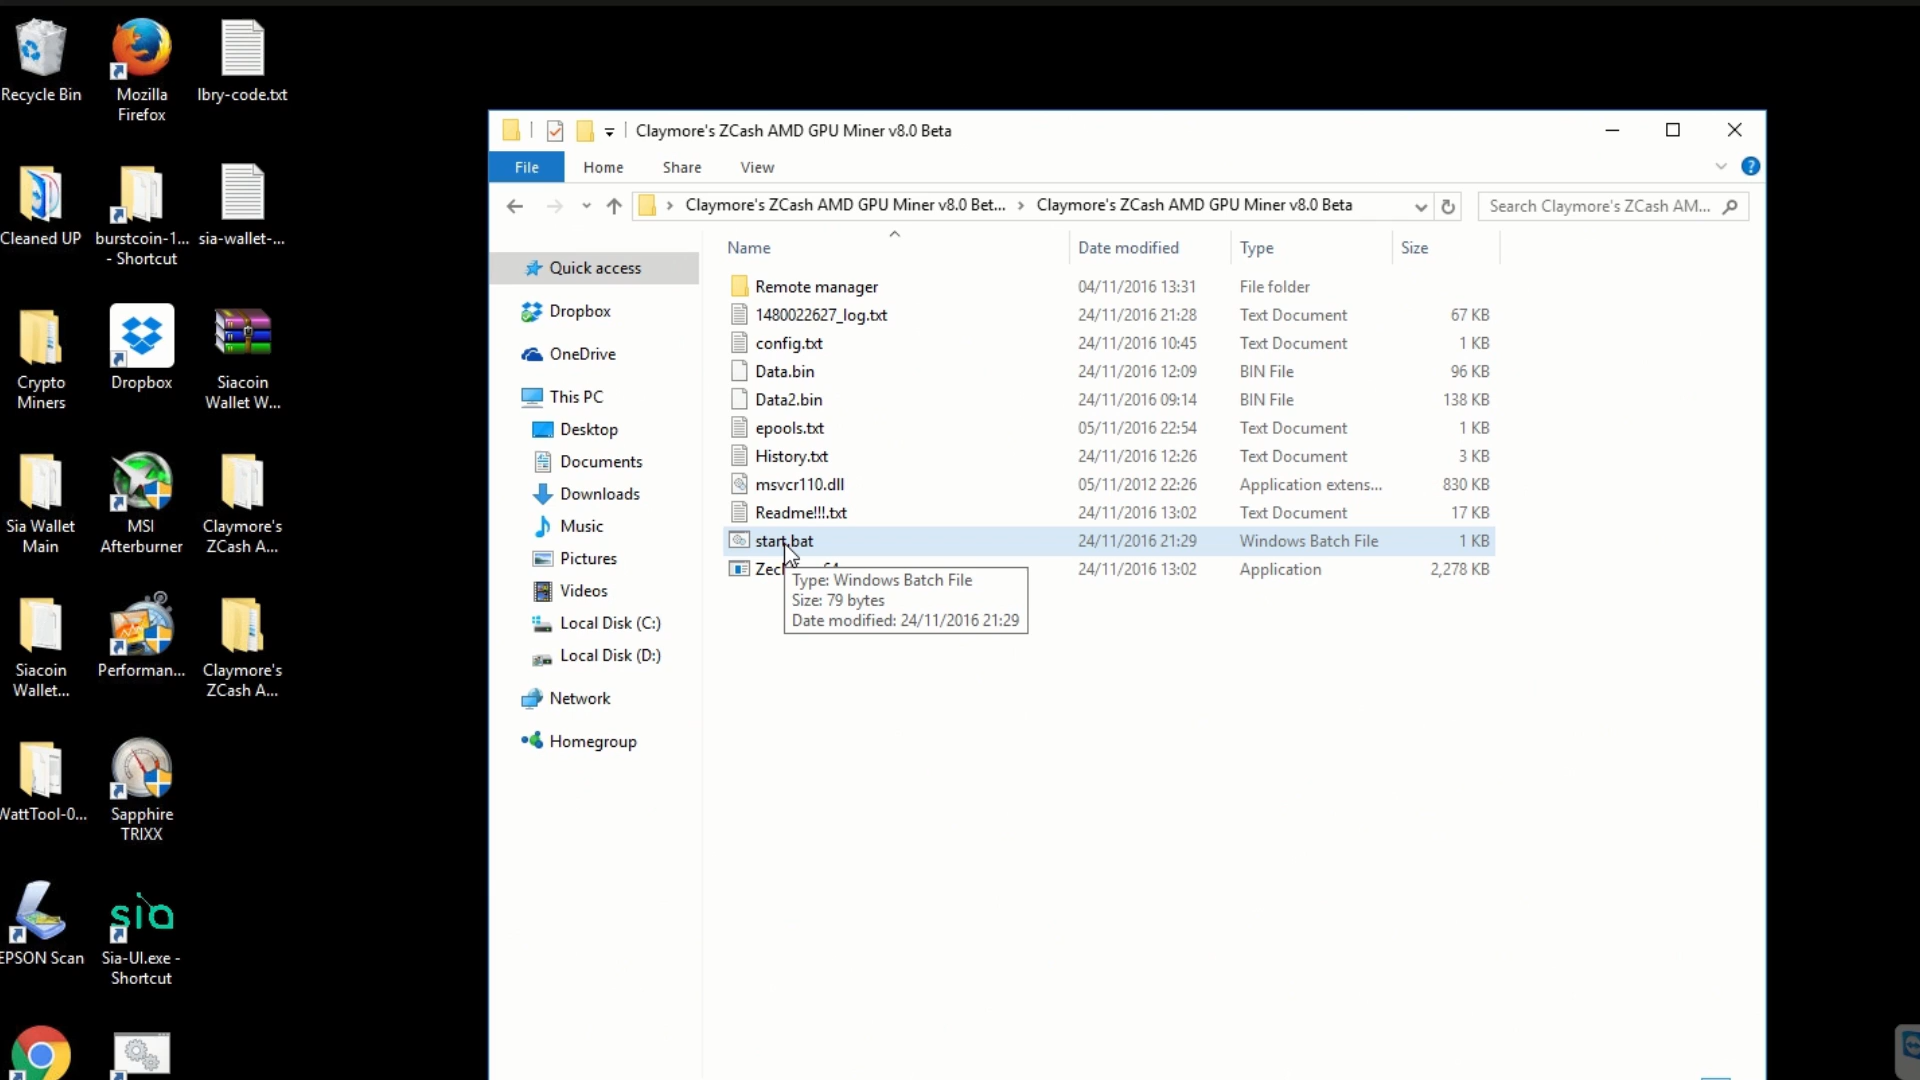 Recycle Bin
Mozilla
Firefox
lbry-code.txt
Cleaned UP
burstcoin-1...
- Shortcut
sia-wallet-...
Crypto
Miners
Dropbox
Siacoin
Wallet W...
Sia Wallet
Main
MSI
Afterburner
Claymore's
ZCash A...
Siacoin
Wallet...
Performan...
Claymore's
ZCash A...
WattTool-0...
Sapphire
TRIXX
EPSON Scan
sia
Sia-UI.exe -
Shortcut
Claymore's ZCash AMD GPU Miner v8.0 Beta
File Home Share View
Claymore's ZCash AMD GPU Miner v8.0 Bet... › Claymore's ZCash AMD GPU Miner v8.0 Beta
Search Claymore's ZCash AM...
Quick access
Dropbox
OneDrive
This PC
Desktop
Documents
Downloads
Music
Pictures
Videos
Local Disk (C:)
Local Disk (D:)
Network
Homegroup
Name Date modified Type Size
Remote manager 04/11/2016 13:31 File folder
1480022627_log.txt 24/11/2016 21:28 Text Document 67 KB
config.txt 24/11/2016 10:45 Text Document 1 KB
Data.bin 24/11/2016 12:09 BIN File 96 KB
Data2.bin 24/11/2016 09:14 BIN File 138 KB
epools.txt 05/11/2016 22:54 Text Document 1 KB
History.txt 24/11/2016 12:26 Text Document 3 KB
msvcr110.dll 05/11/2012 22:26 Application extens... 830 KB
Readme!!!.txt 24/11/2016 13:02 Text Document 17 KB
start.bat 24/11/2016 21:29 Windows Batch File 1 KB
24/11/2016 13:02 Application 2,278 KB
Type: Windows Batch File
Size: 79 bytes
Date modified: 24/11/2016 21:29